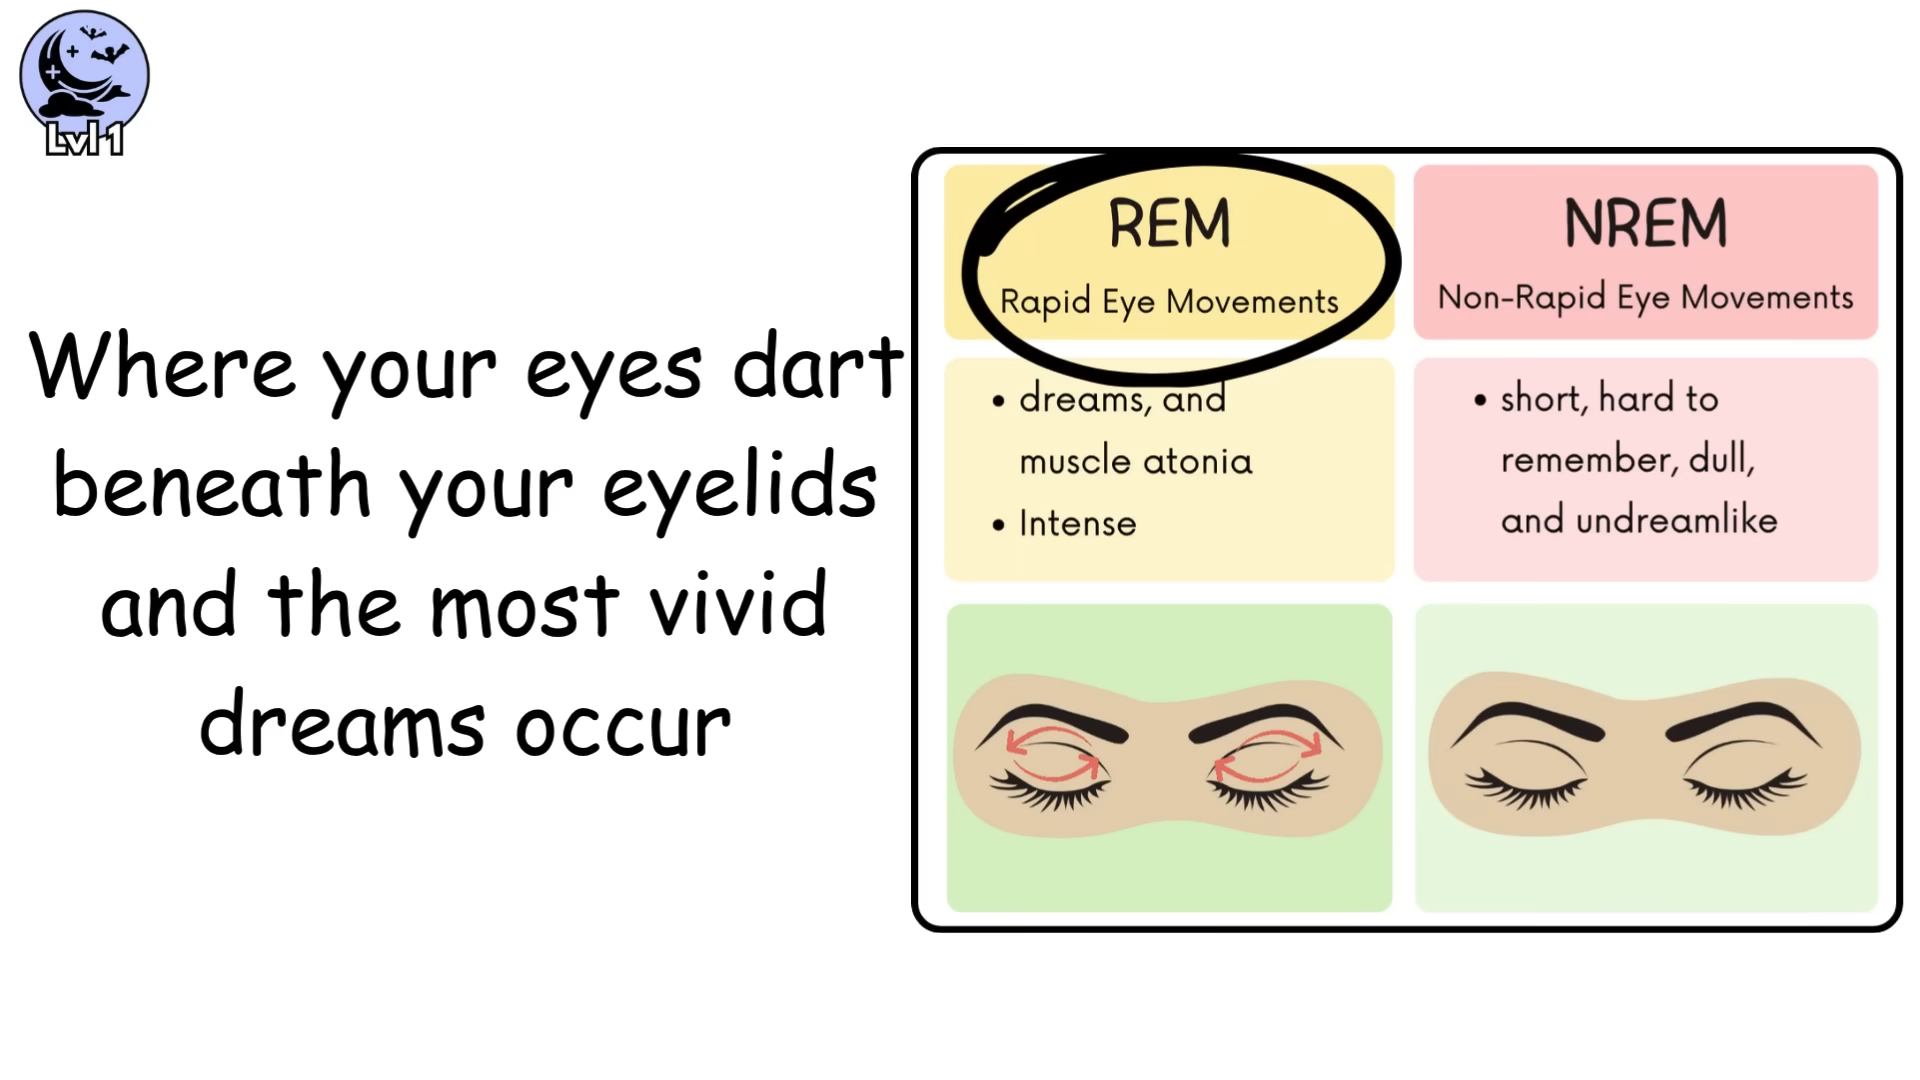 Lvl 1
Where your eyes dart
beneath your eyelids
and the most vivid
dreams occur
REM
Rapid Eye Movements
dreams, and
muscle atonia
Intense
NREM
Non-Rapid Eye Movements
short, hard to
remember, dull,
and undreamlike